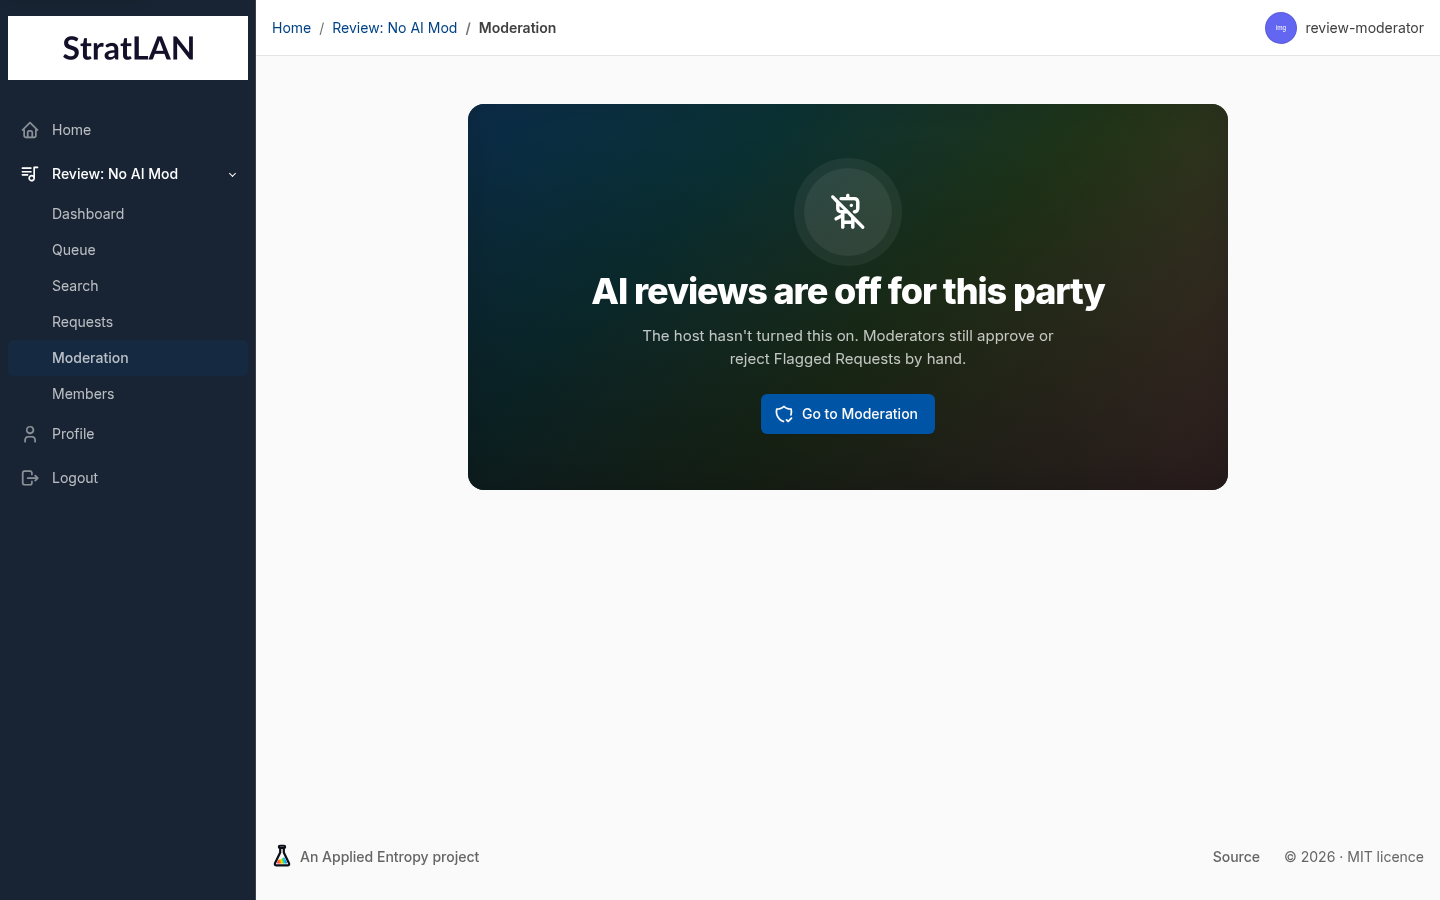 StratLAN
Home / Review: No AI Mod / Moderation
img
review-moderator
Home
Review: No AI Mod
Dashboard
Queue
Search
Requests
Moderation
Members
Profile
Logout
AI reviews are off for this party
The host hasn't turned this on. Moderators still approve or
reject Flagged Requests by hand.
Go to Moderation
An Applied Entropy project
Source
© 2026 · MIT licence